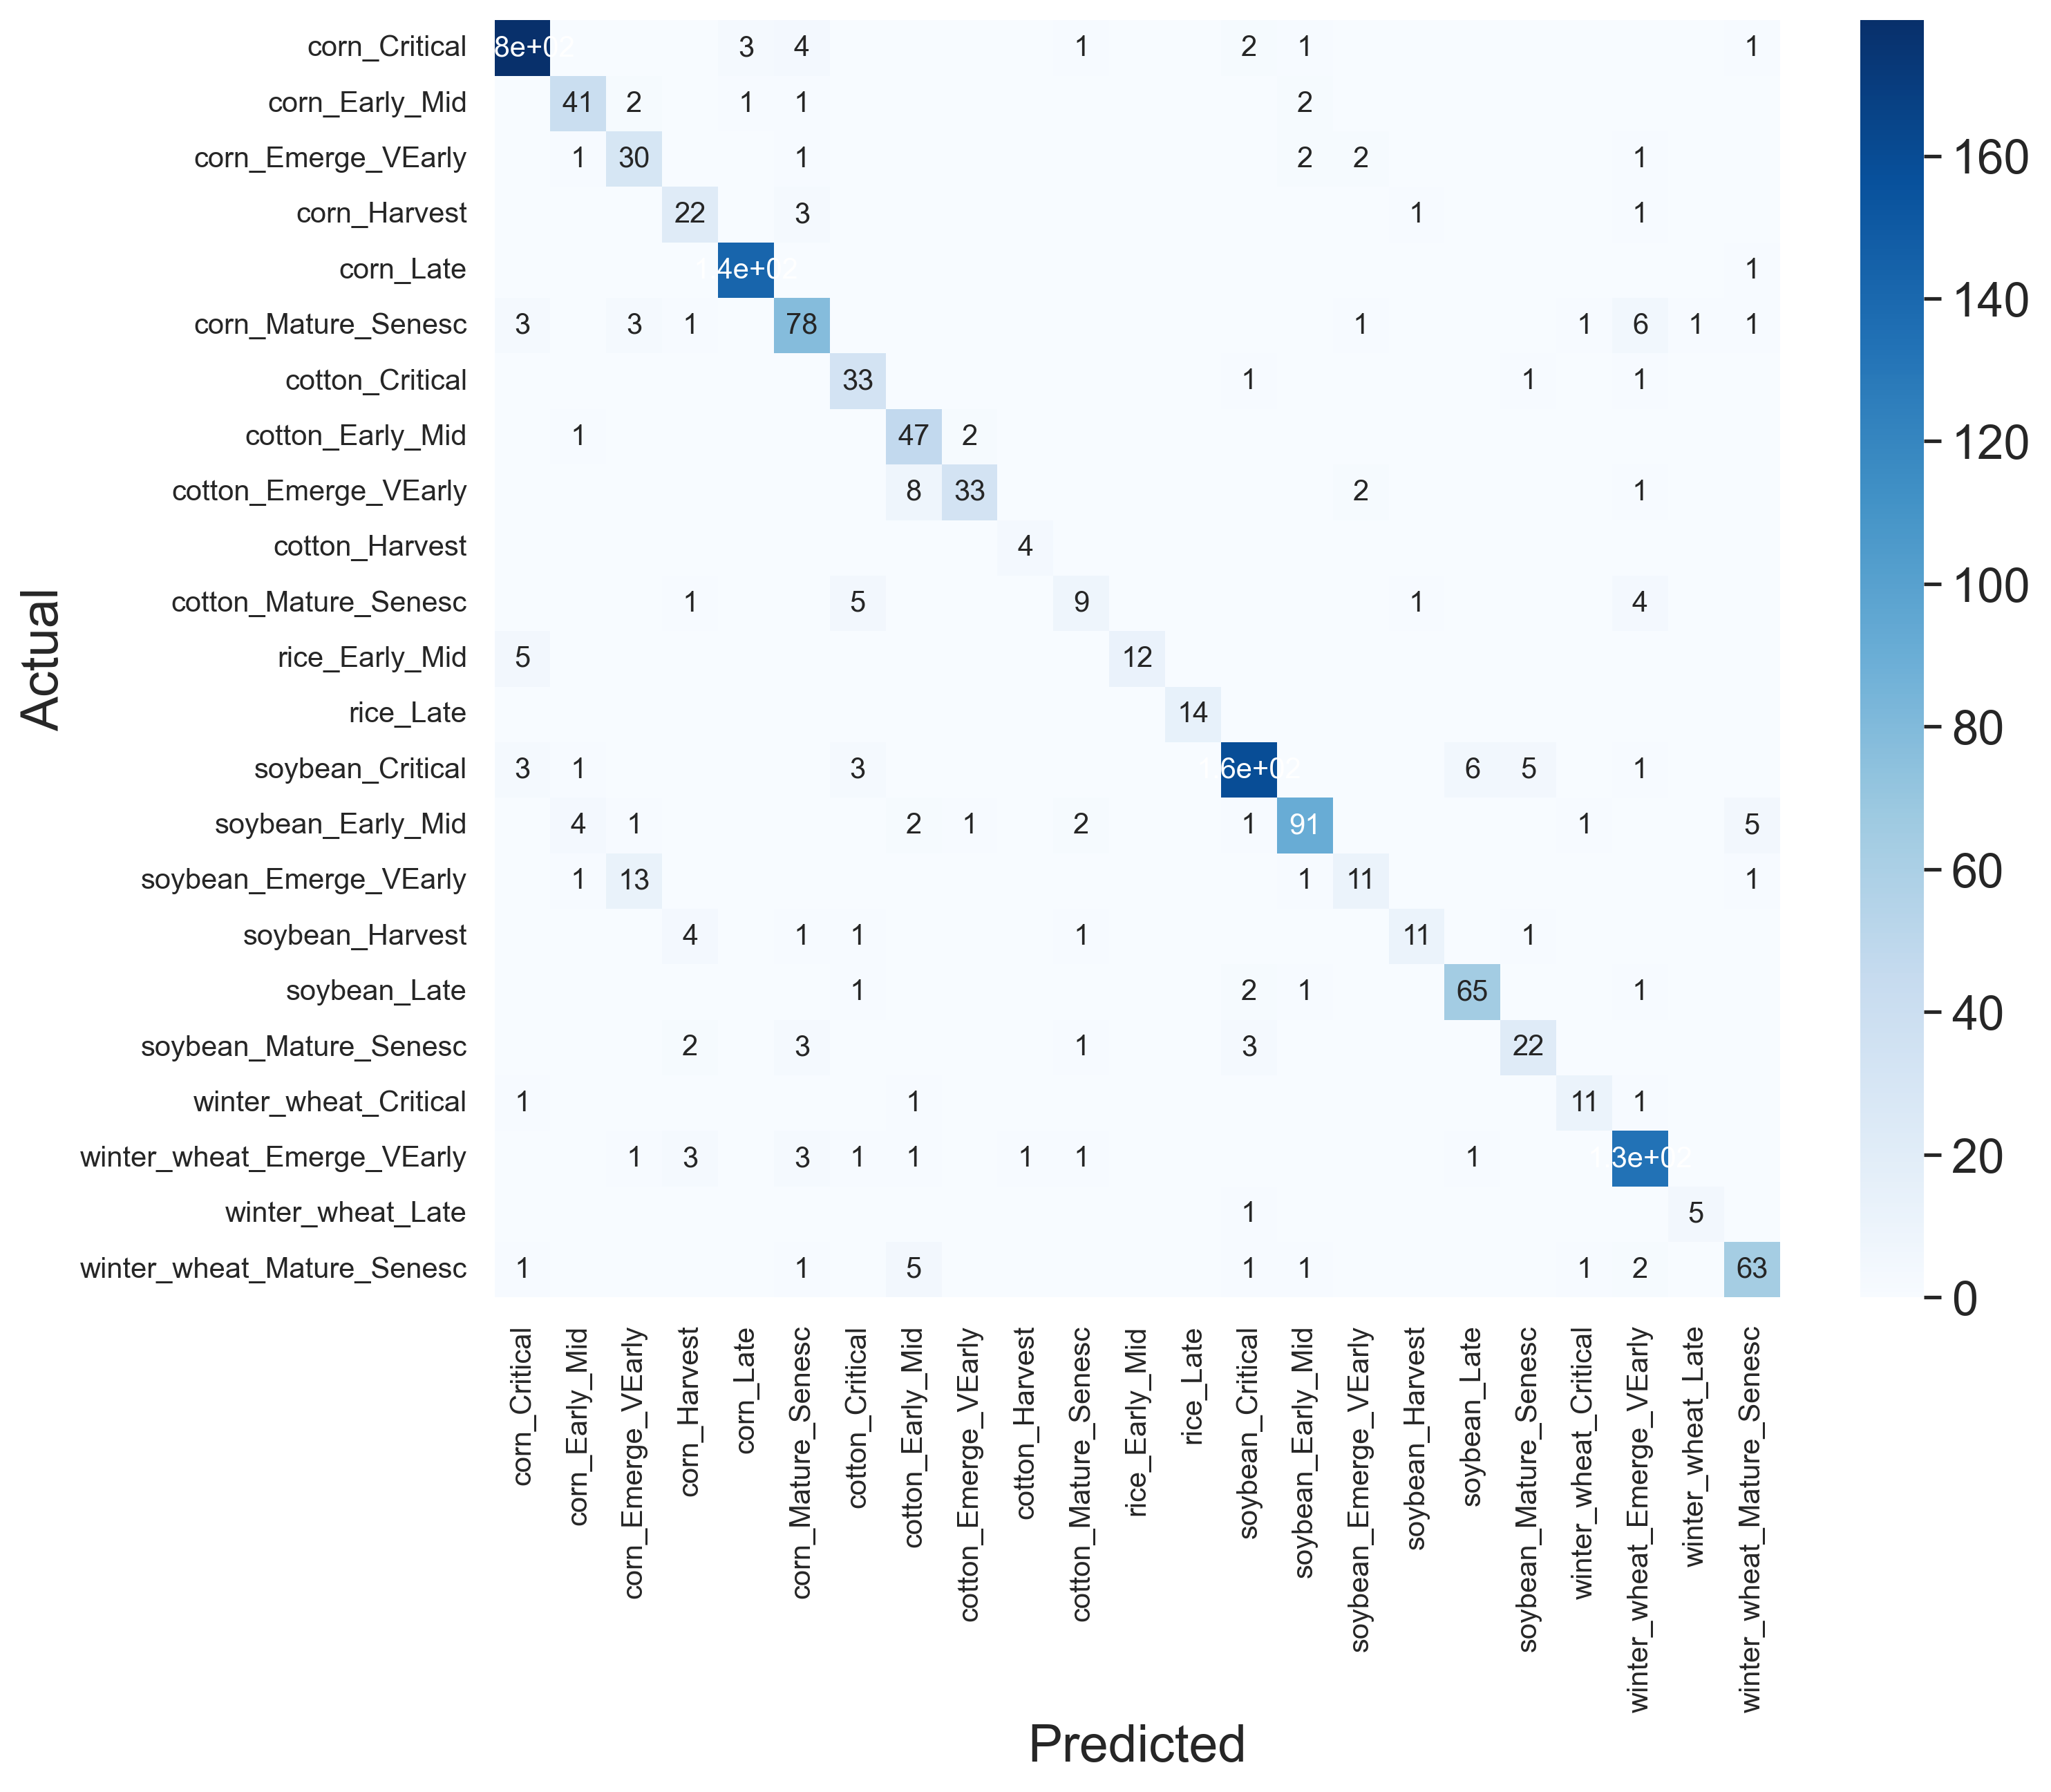 corn_Critical 8e+02 3 4 1 2 1 1
corn_Early_Mid 41 2 1 1 2
corn_Emerge_VEarly 1 30 1 2 2 1
corn_Harvest 22 3 1 1
corn_Late 1.4e+02 1
corn_Mature_Senesc 3 3 1 78 1 1 6 1 1
cotton_Critical 33 1 1 1
cotton_Early_Mid 1 47 2
cotton_Emerge_VEarly 8 33 2 1
cotton_Harvest 4
cotton_Mature_Senesc 1 5 9 1 4
rice_Early_Mid 5 12
rice_Late 14
soybean_Critical 3 1 3 1.6e+02 6 5 1
soybean_Early_Mid 4 1 2 1 2 1 91 1 5
soybean_Emerge_VEarly 1 13 1 11 1
soybean_Harvest 4 1 1 1 11 1
soybean_Late 1 2 1 65 1
soybean_Mature_Senesc 2 3 1 3 22
winter_wheat_Critical 1 1 11 1
winter_wheat_Emerge_VEarly 1 3 3 1 1 1 1 1 1.3e+02
winter_wheat_Late 1 5
winter_wheat_Mature_Senesc 1 1 5 1 1 1 2 63
Actual
corn_Critical
corn_Early_Mid
corn_Emerge_VEarly
corn_Harvest
corn_Late
corn_Mature_Senesc
cotton_Critical
cotton_Early_Mid
cotton_Emerge_VEarly
cotton_Harvest
cotton_Mature_Senesc
rice_Early_Mid
rice_Late
soybean_Critical
soybean_Early_Mid
soybean_Emerge_VEarly
soybean_Harvest
soybean_Late
soybean_Mature_Senesc
winter_wheat_Critical
winter_wheat_Emerge_VEarly
winter_wheat_Late
winter_wheat_Mature_Senesc
Predicted
160
140
120
100
80
60
40
20
0